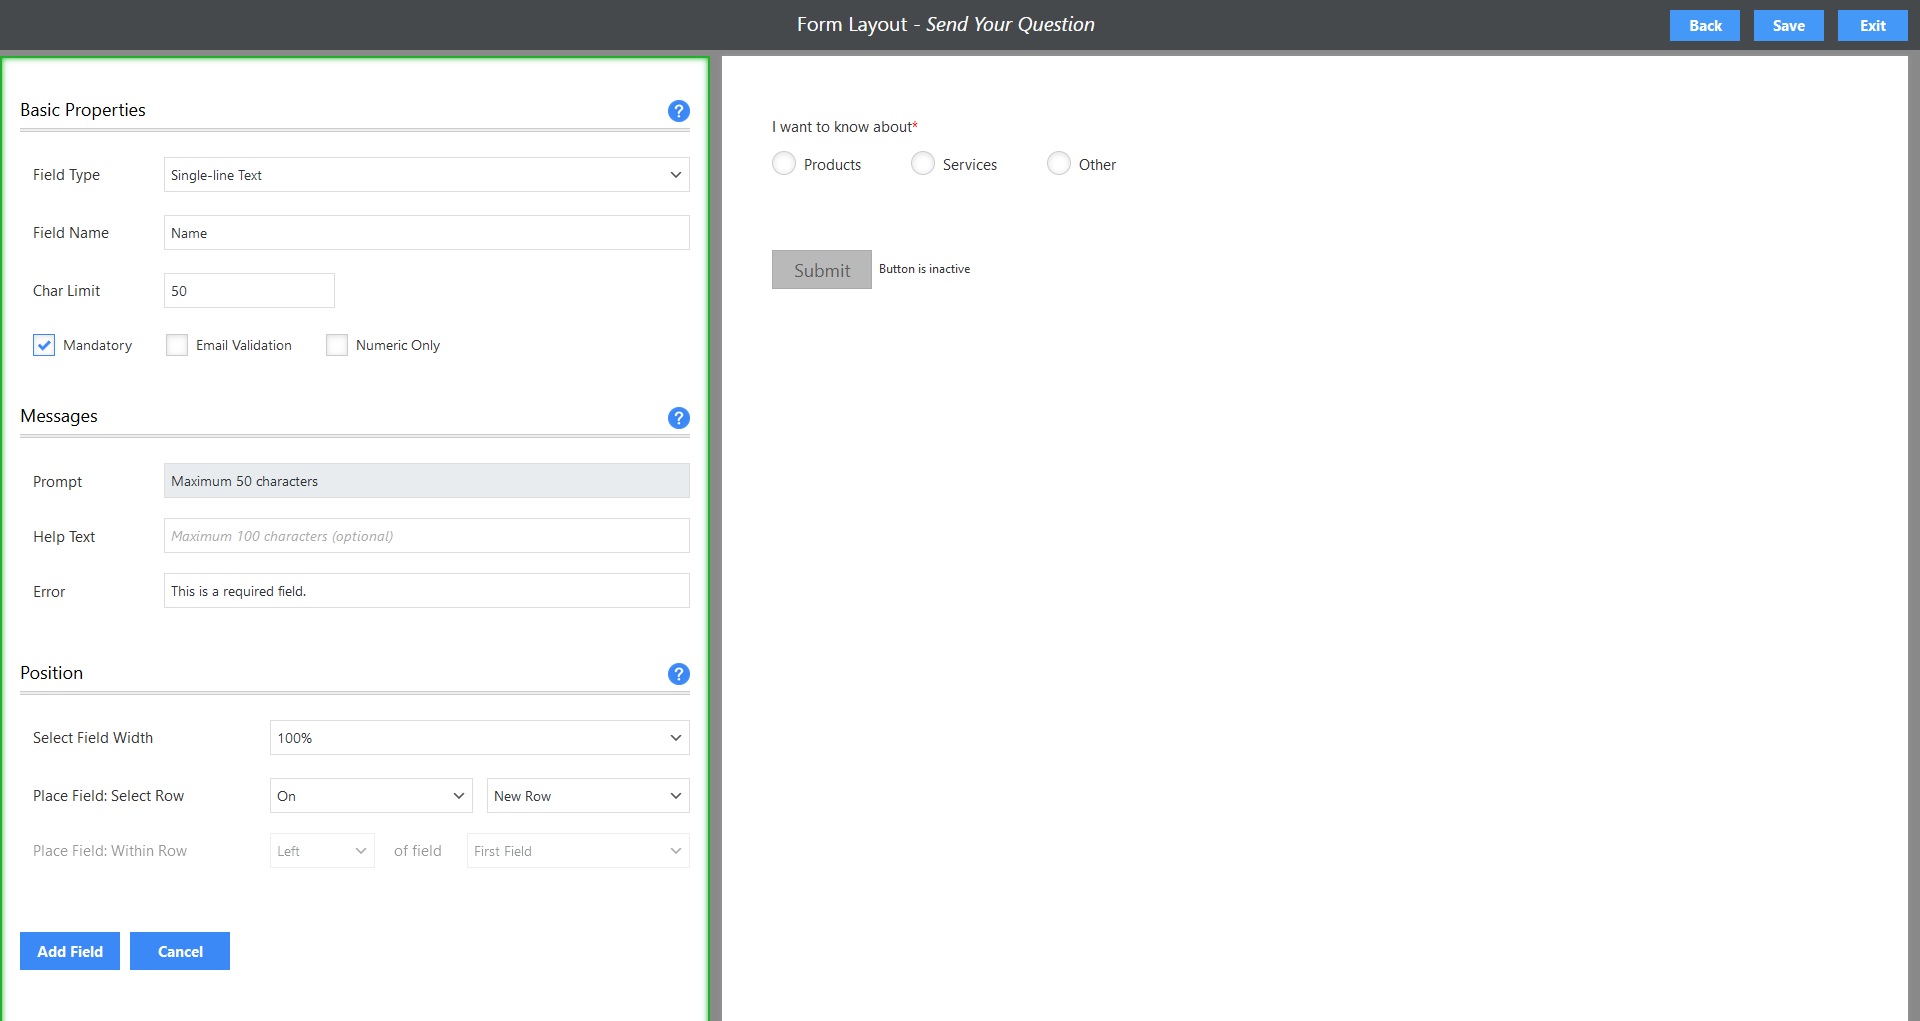 Form Layout - Send Your Question
Back
Save
Exit
Basic Properties
?
Field Type
Single-line Text
Field Name
Name
Char Limit
50
Mandatory
Email Validation
Numeric Only
Messages
?
Prompt
Maximum 50 characters
Help Text
Maximum 100 characters (optional)
Error
This is a required field.
Position
?
Select Field Width
100%
Place Field: Select Row
On
New Row
Place Field: Within Row
Left
of field
First Field
Add Field
Cancel
I want to know about*
Products
Services
Other
Submit
Button is inactive